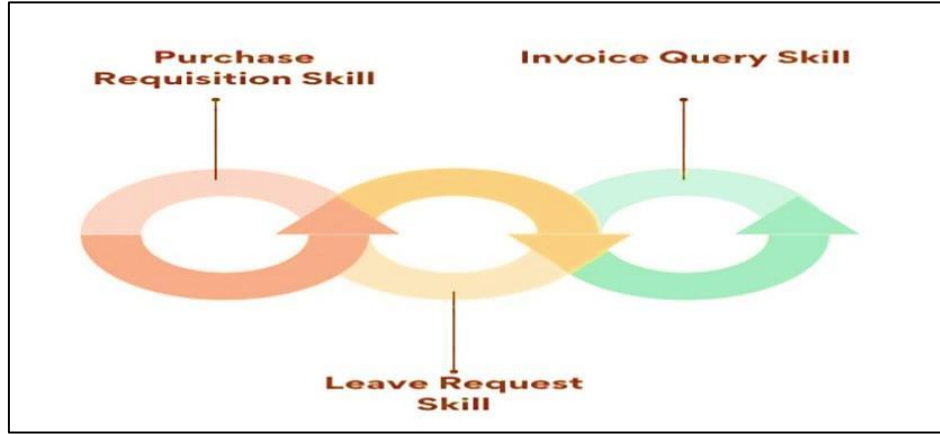 Purchase
Requisition Skill
Invoice Query Skill
Leave Request
Skill